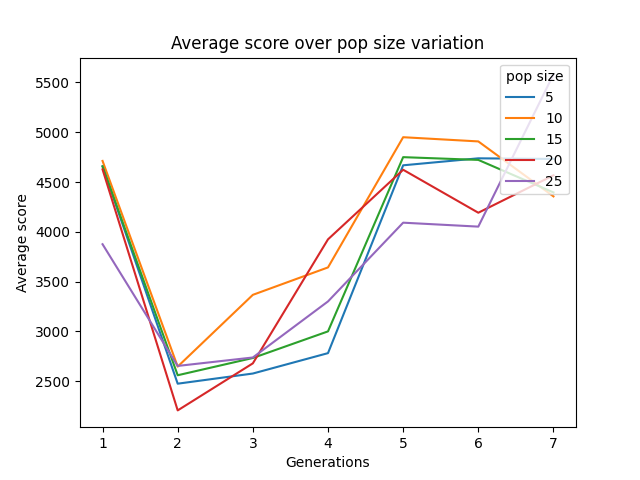 Average score over pop size variation
pop size
5
10
15
20
25
5500
5000
4500
4000
3500
3000
2500
Average score
1 2 3 4 5 6 7
Generations